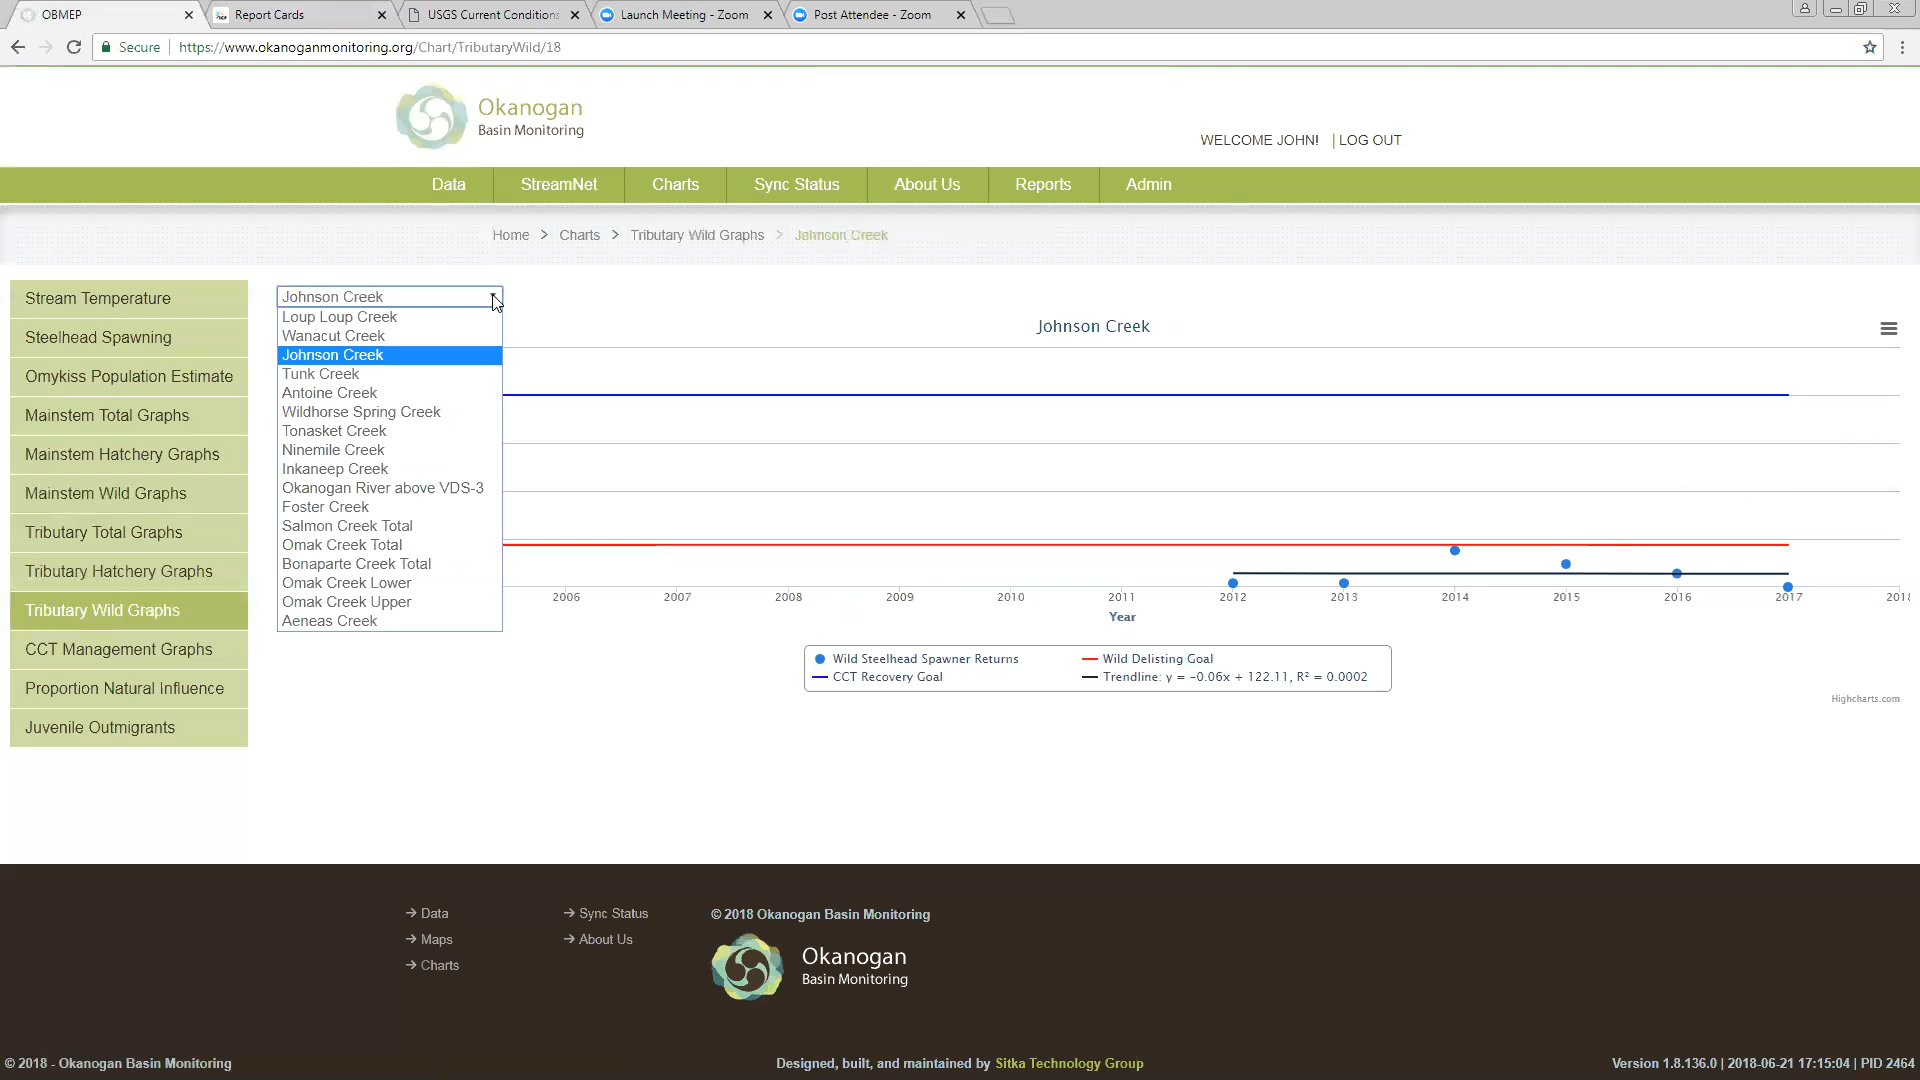 OBMEP
Report Cards
USGS Current Conditions
Launch Meeting - Zoom
Post Attendee - Zoom
Secure
https://www.okanoganmonitoring.org/Chart/TributaryWild/18
Okanogan
Basin Monitoring
WELCOME JOHN! | LOG OUT
Data
StreamNet
Charts
Sync Status
About Us
Reports
Admin
Home > Charts > Tributary Wild Graphs >
Stream Temperature
Steelhead Spawning
Omykiss Population Estimate
Mainstem Total Graphs
Mainstem Hatchery Graphs
Mainstem Wild Graphs
Tributary Total Graphs
Tributary Hatchery Graphs
Tributary Wild Graphs
CCT Management Graphs
Proportion Natural Influence
Juvenile Outmigrants
Johnson Creek
Loup Loup Creek
Wanacut Creek
Johnson Creek
Tunk Creek
Antoine Creek
Wildhorse Spring Creek
Tonasket Creek
Ninemile Creek
Inkaneep Creek
Okanogan River above VDS-3
Foster Creek
Salmon Creek Total
Omak Creek Total
Bonaparte Creek Total
Omak Creek Lower
Omak Creek Upper
Aeneas Creek
Johnson Creek
2006 2007 2008 2009 2010 2011 2012 2013 2014 2015 2016 2017 2018
Year
Wild Steelhead Spawner Returns
Wild Delisting Goal
CCT Recovery Goal
Trendline: y = -0.06x + 122.11, R² = 0.0002
Highcharts.com
Data
Maps
Charts
Sync Status
About Us
© 2018 Okanogan Basin Monitoring
Okanogan
Basin Monitoring
© 2018 - Okanogan Basin Monitoring
Designed, built, and maintained by Sitka Technology Group
Version 1.8.136.0 | 2018-06-21 17:15:04 | PID 2464